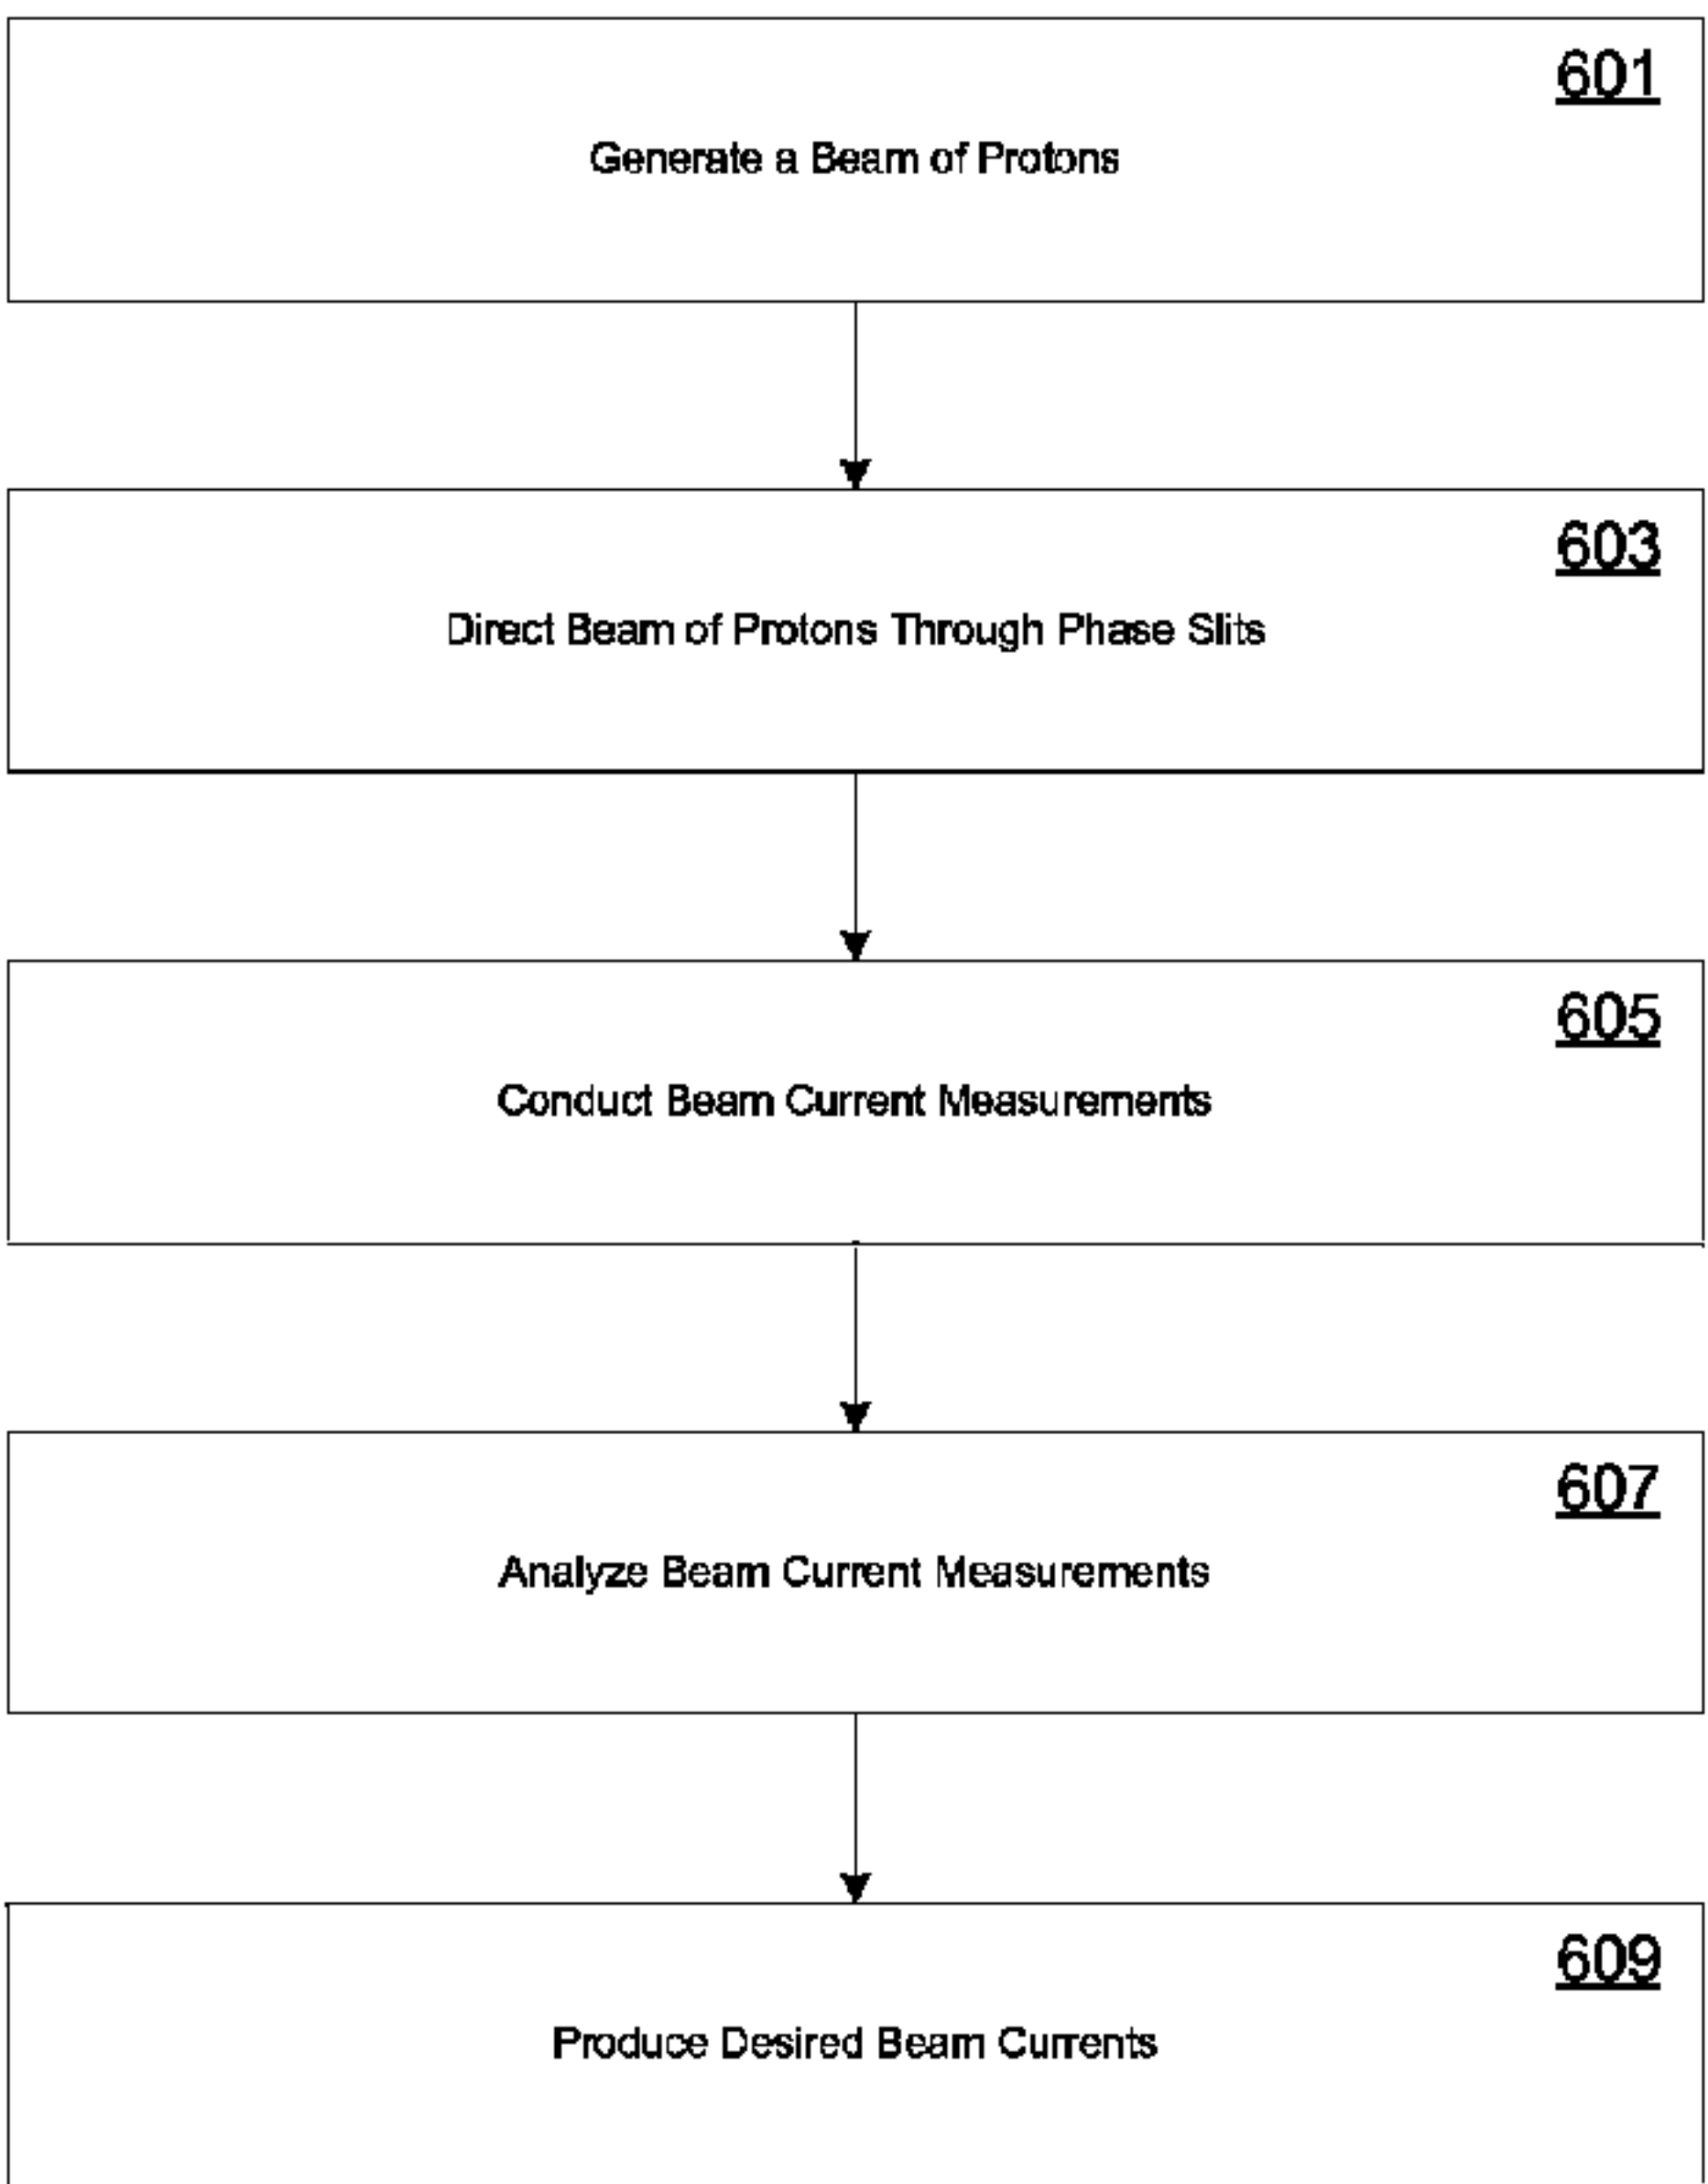 601
Generate a Beam of Protons
603
Direct Beam of Protons Through Phase Slits
605
Conduct Beam Current Measurements
607
Analyze Beam Current Measurements
609
Produce Desired Beam Currents